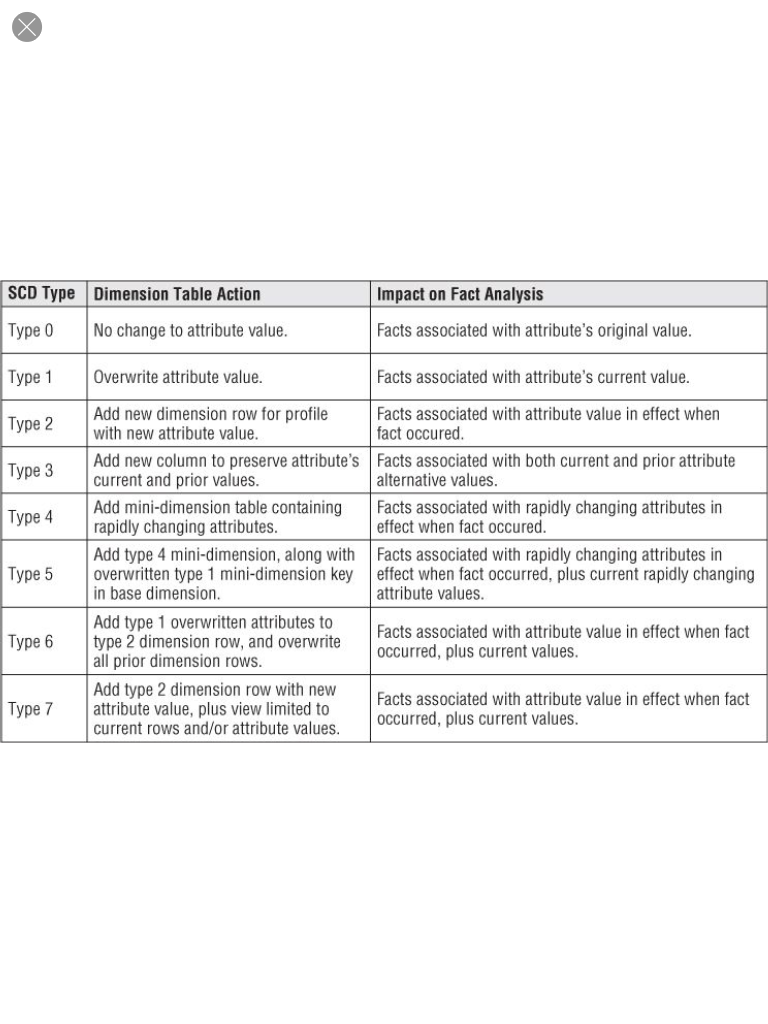 SCD Type Dimension Table Action Impact on Fact Analysis
Type 0 No change to attribute value. Facts associated with attribute’s original value.
Type 1 Overwrite attribute value. Facts associated with attribute’s current value.
Type 2
Add new dimension row for profile
with new attribute value.
Facts associated with attribute value in effect when
fact occured.
Type 3
Add new column to preserve attribute’s
current and prior values.
Facts associated with both current and prior attribute
alternative values.
Type 4
Add mini-dimension table containing
rapidly changing attributes.
Facts associated with rapidly changing attributes in
effect when fact occured.
Type 5
Add type 4 mini-dimension, along with
overwritten type 1 mini-dimension key
in base dimension.
Facts associated with rapidly changing attributes in
effect when fact occurred, plus current rapidly changing
attribute values.
Type 6
Add type 1 overwritten attributes to
type 2 dimension row, and overwrite
all prior dimension rows.
Facts associated with attribute value in effect when fact
occurred, plus current values.
Type 7
Add type 2 dimension row with new
attribute value, plus view limited to
current rows and/or attribute values.
Facts associated with attribute value in effect when fact
occurred, plus current values.